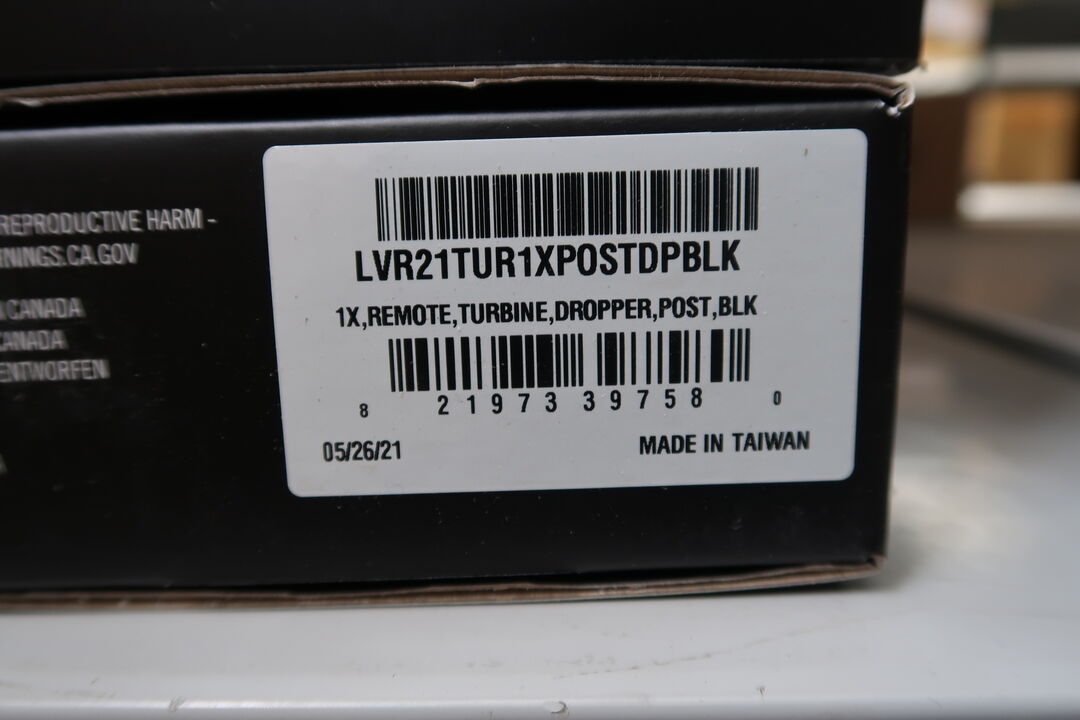 REPRODUCTIVE HARM -
CA.GOV
CANADA
CANADA
ENTWORFEN
LVR21TUR1XPOSTDPBLK
1X,REMOTE,TURBINE,DROPPER,POST,BLK
8 21973 39758 0
05/26/21 MADE IN TAIWAN